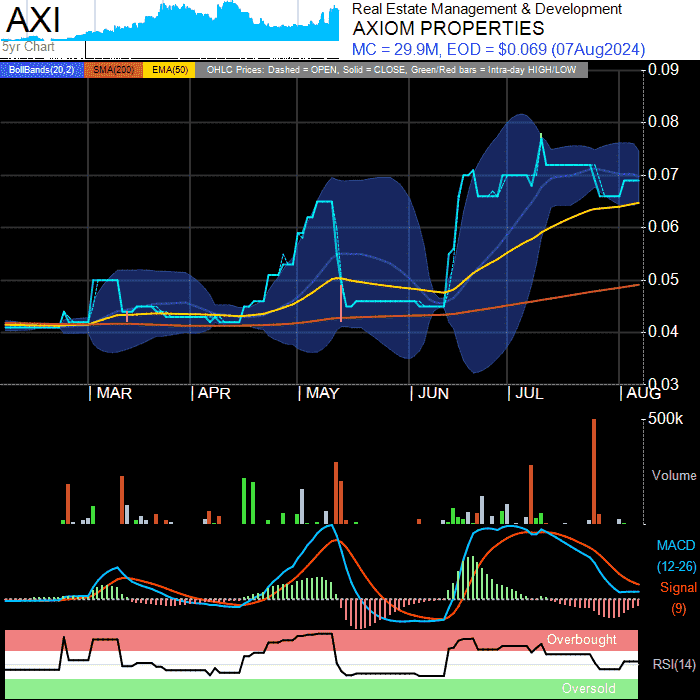 AXI
5yr Chart
Real Estate Management & Development
AXIOM PROPERTIES
MC = 29.9M, EOD = $0.069 (07Aug2024)
BollBands(20,2) SMA(200) EMA(50) OHLC Prices: Dashed = OPEN, Solid = CLOSE, Green/Red bars = Intra-day HIGH/LOW
0.09
0.08
0.07
0.06
0.05
0.04
0.03
MAR APR MAY JUN JUL AUG
500k
Volume
MACD
(12-26)
Signal
(9)
Overbought
RSI(14)
Oversold